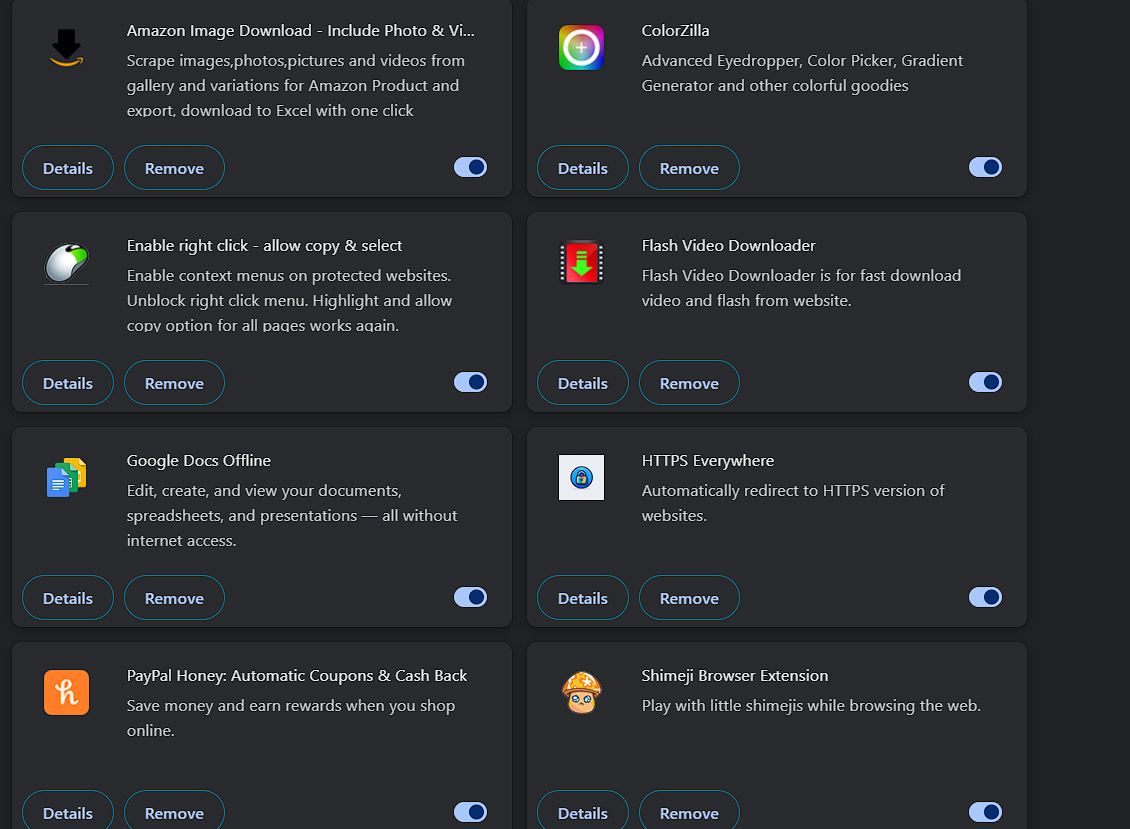 Amazon Image Download - Include Photo & Vi...
Scrape images,photos,pictures and videos from
gallery and variations for Amazon Product and
export, download to Excel with one click
Details
Remove
ColorZilla
Advanced Eyedropper, Color Picker, Gradient
Generator and other colorful goodies
Details
Remove
Enable right click - allow copy & select
Enable context menus on protected websites.
Unblock right click menu. Highlight and allow
copy option for all pages works again.
Details
Remove
Flash Video Downloader
Flash Video Downloader is for fast download
video and flash from website.
Details
Remove
Google Docs Offline
Edit, create, and view your documents,
spreadsheets, and presentations — all without
internet access.
Details
Remove
HTTPS Everywhere
Automatically redirect to HTTPS version of
websites.
Details
Remove
h
PayPal Honey: Automatic Coupons & Cash Back
Save money and earn rewards when you shop
online.
Details
Remove
Shimeji Browser Extension
Play with little shimejis while browsing the web.
Details
Remove